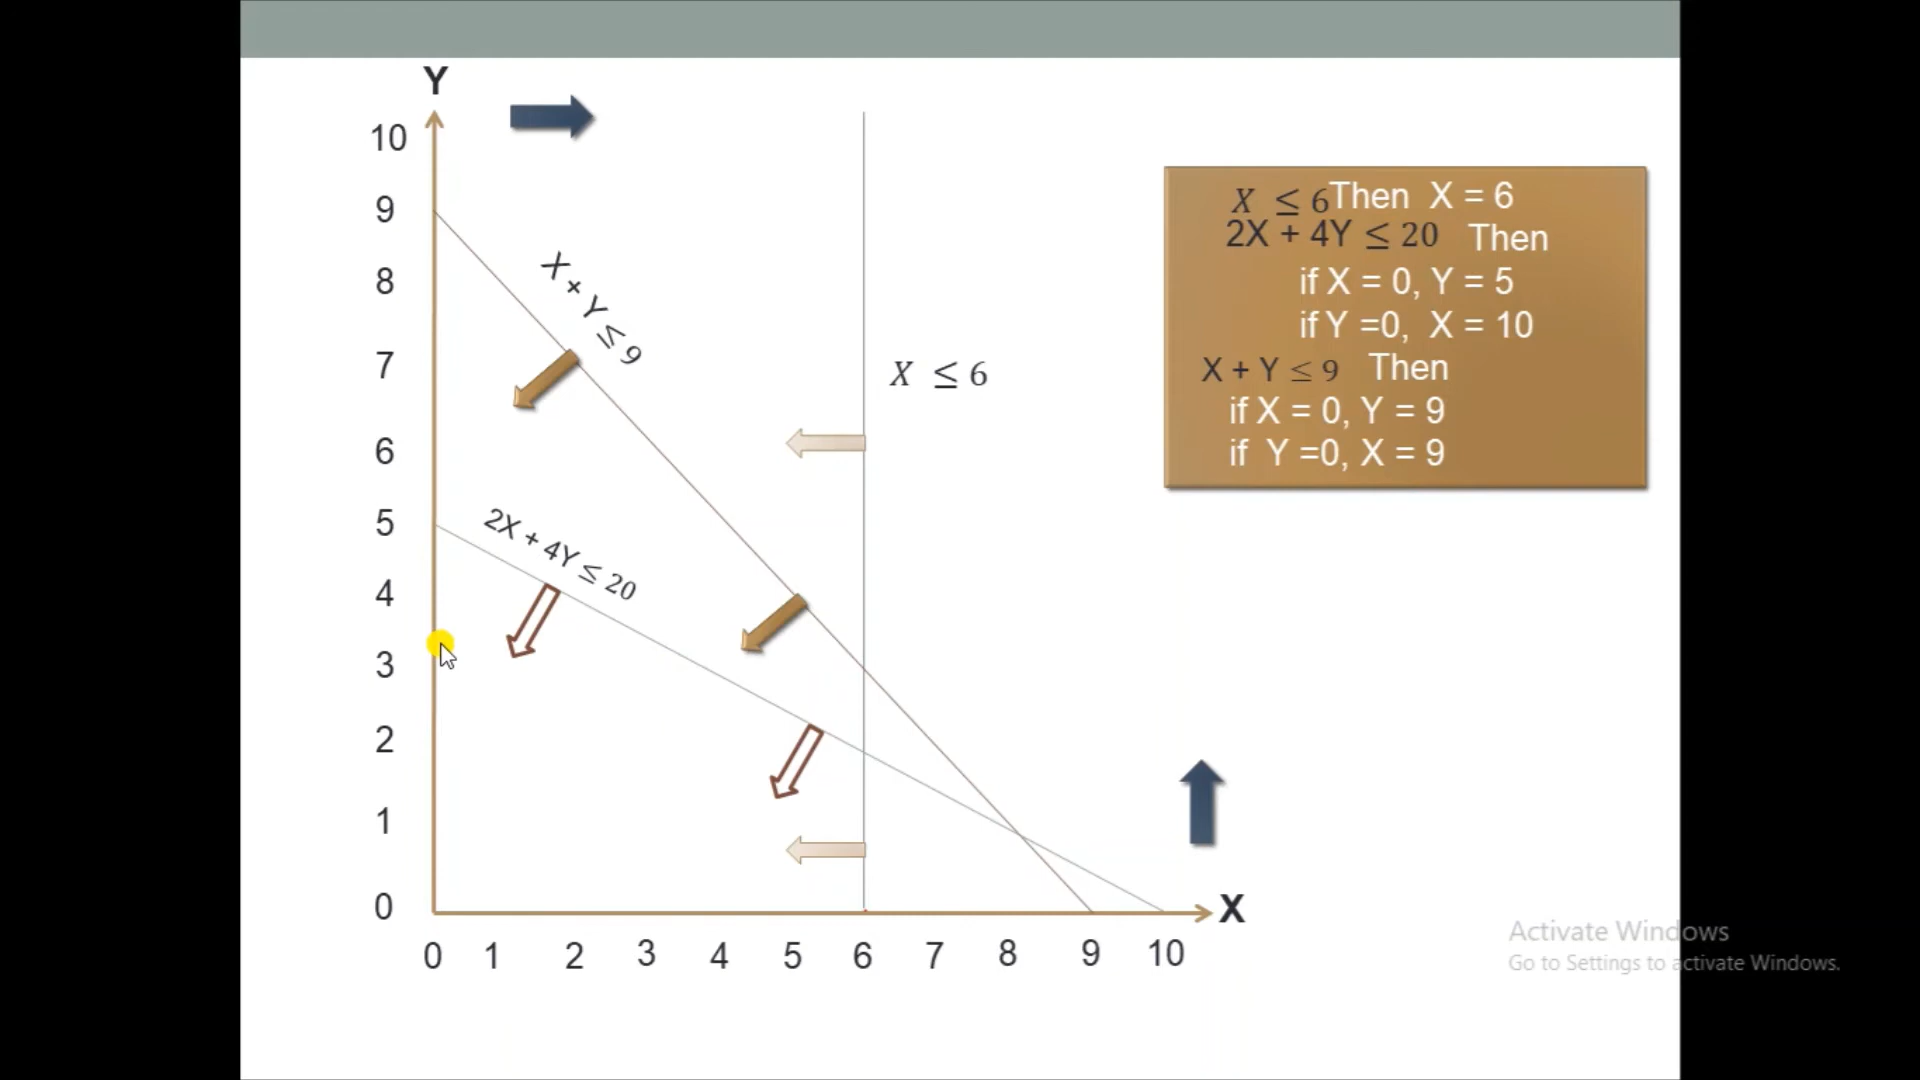 Y
10
9
8
7
6
5
4
3
2
1
0
0 1 2 3 4 5 6 7 8 9 10
X
X + Y ≤ 9
2X + 4Y ≤ 20
X ≤ 6
X ≤ 6 Then X = 6
2X + 4Y ≤ 20 Then
if X = 0, Y = 5
if Y =0, X = 10
X + Y ≤ 9 Then
if X = 0, Y = 9
if Y =0, X = 9
Activate Windows
Go to Settings to activate Windows.